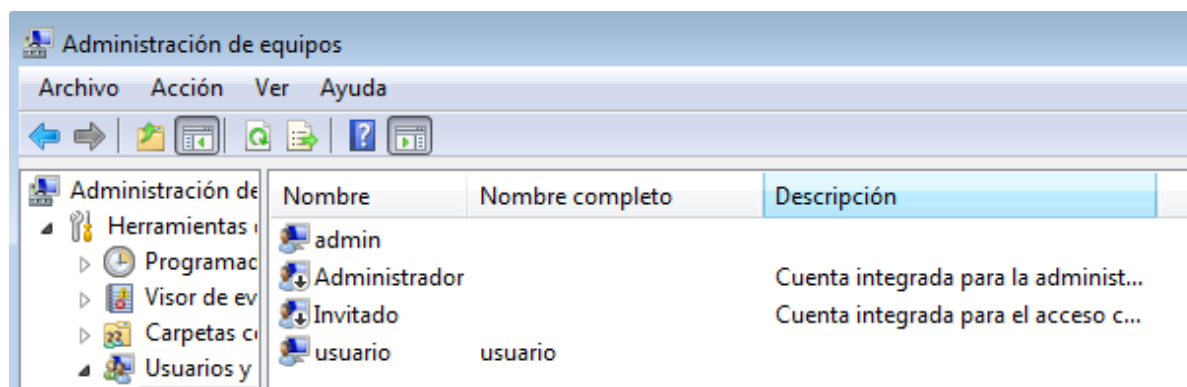 Administración de equipos
Archivo Acción Ver Ayuda
Administración de
Herramientas
Programac
Visor de ev
Carpetas c
Usuarios y
Nombre Nombre completo Descripción
admin
Administrador Cuenta integrada para la administ...
Invitado Cuenta integrada para el acceso c...
usuario usuario